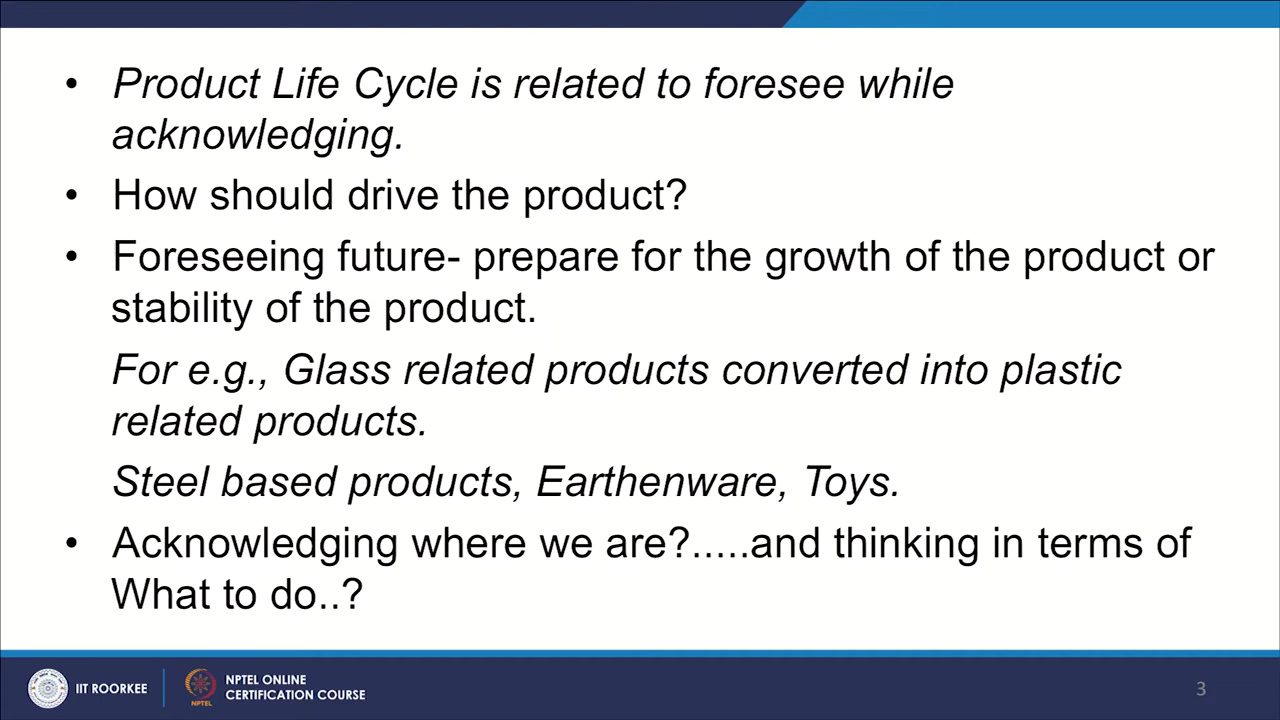 • Product Life Cycle is related to foresee while
acknowledging.
• How should drive the product?
• Foreseeing future- prepare for the growth of the product or
stability of the product.
For e.g., Glass related products converted into plastic
related products.
Steel based products, Earthenware, Toys.
• Acknowledging where we are?.....and thinking in terms of
What to do..?
IIT ROORKEE
NPTEL
NPTEL ONLINE
CERTIFICATION COURSE
3